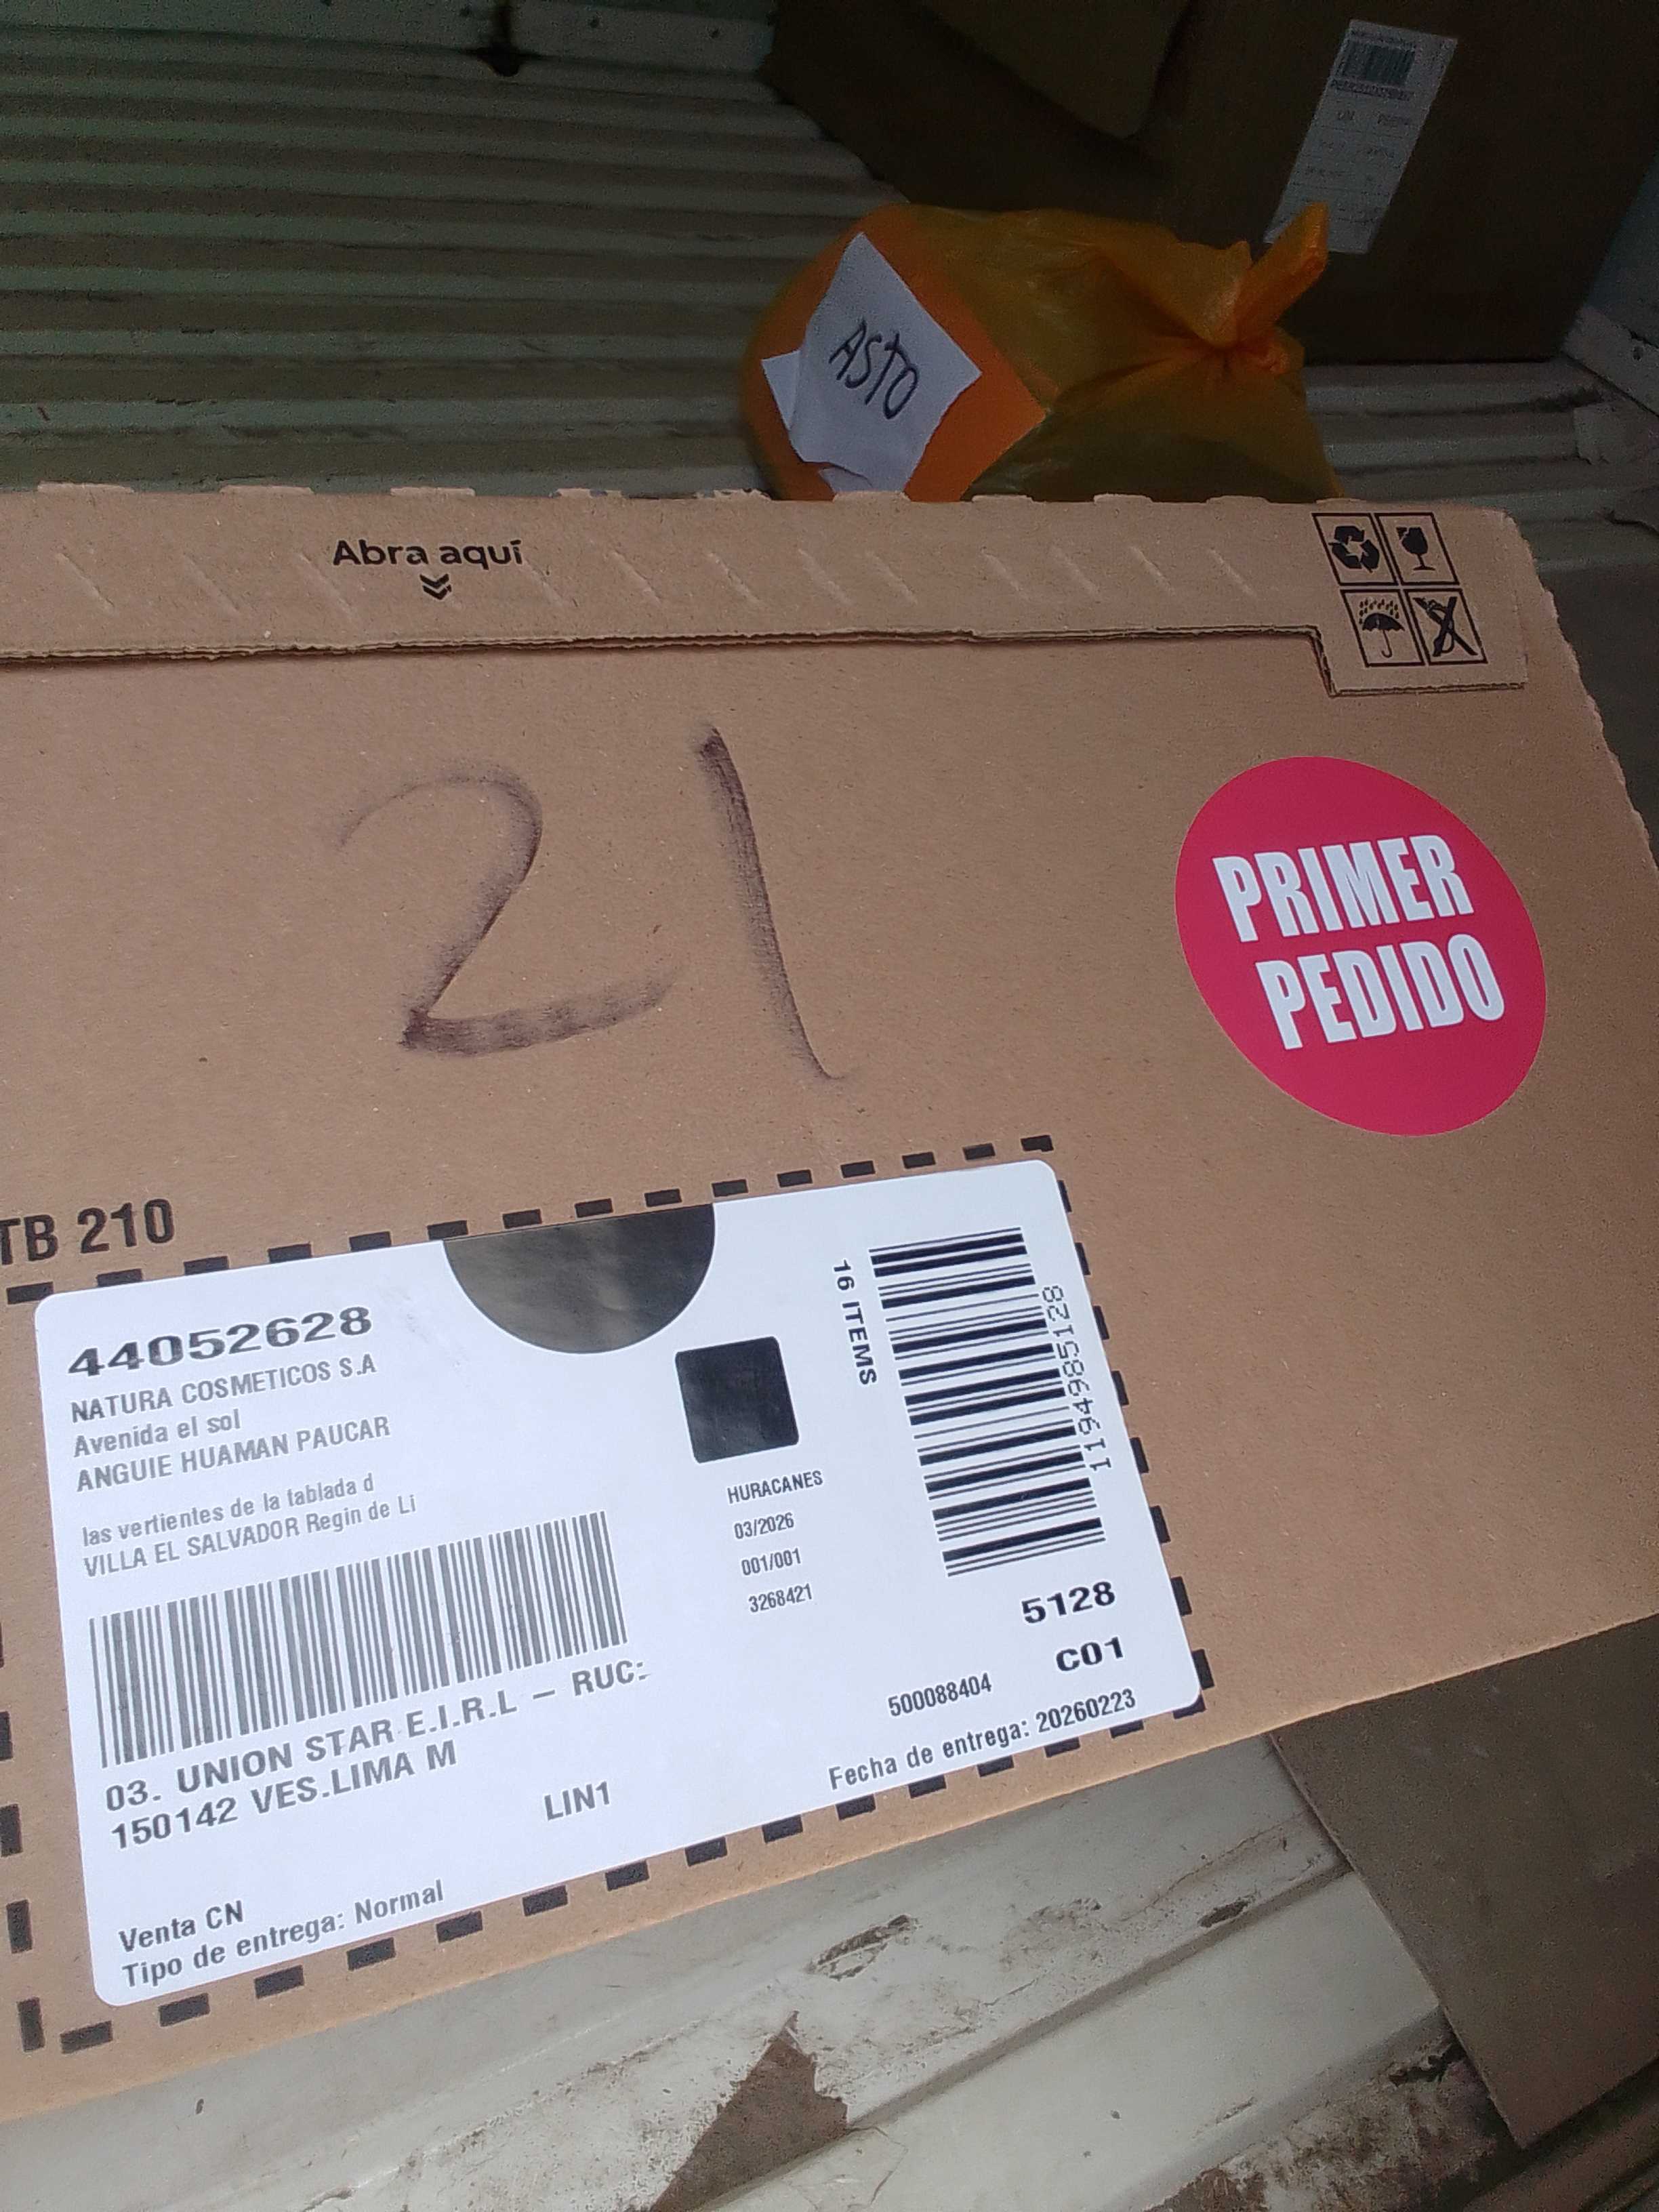 ASTO
Abra aquí
21
PRIMER
PEDIDO
TB 210
44052628
NATURA COSMETICOS S.A
Avenida el sol
ANGUIE HUAMAN PAUCAR
las vertientes de la tablada d
VILLA EL SALVADOR Regin de Li
03. UNION STAR E.I.R.L – RUC:
150142 VES.LIMA M
LIN1
Venta CN
Tipo de entrega: Normal
HURACANES
03/2026
001/001
3268421
16 ITEMS
1194985128
5128
C01
500088404
Fecha de entrega: 20260223